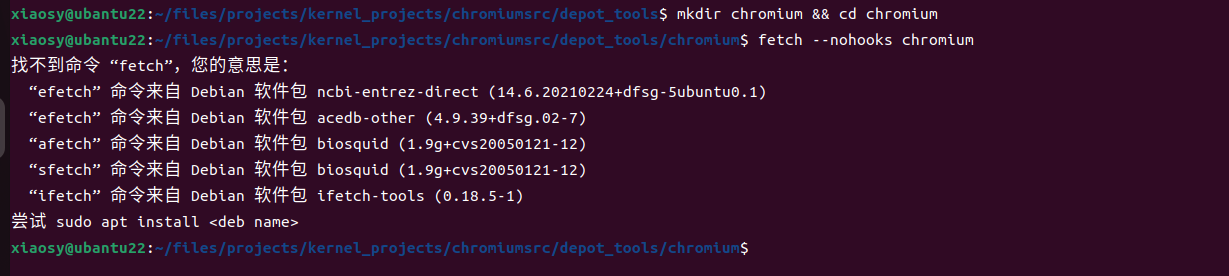 xiaosy@ubantu22:~/files/projects/kernel_projects/chromiumsrc/depot_tools$ mkdir chromium && cd chromium
xiaosy@ubantu22:~/files/projects/kernel_projects/chromiumsrc/depot_tools/chromium$ fetch --nohooks chromium
找不到命令 “fetch”，您的意思是：
  “efetch” 命令来自 Debian 软件包 ncbi-entrez-direct (14.6.20210224+dfsg-5ubuntu0.1)
  “efetch” 命令来自 Debian 软件包 acedb-other (4.9.39+dfsg.02-7)
  “afetch” 命令来自 Debian 软件包 biosquid (1.9g+cvs20050121-12)
  “sfetch” 命令来自 Debian 软件包 biosquid (1.9g+cvs20050121-12)
  “ifetch” 命令来自 Debian 软件包 ifetch-tools (0.18.5-1)
尝试 sudo apt install <deb name>
xiaosy@ubantu22:~/files/projects/kernel_projects/chromiumsrc/depot_tools/chromium$